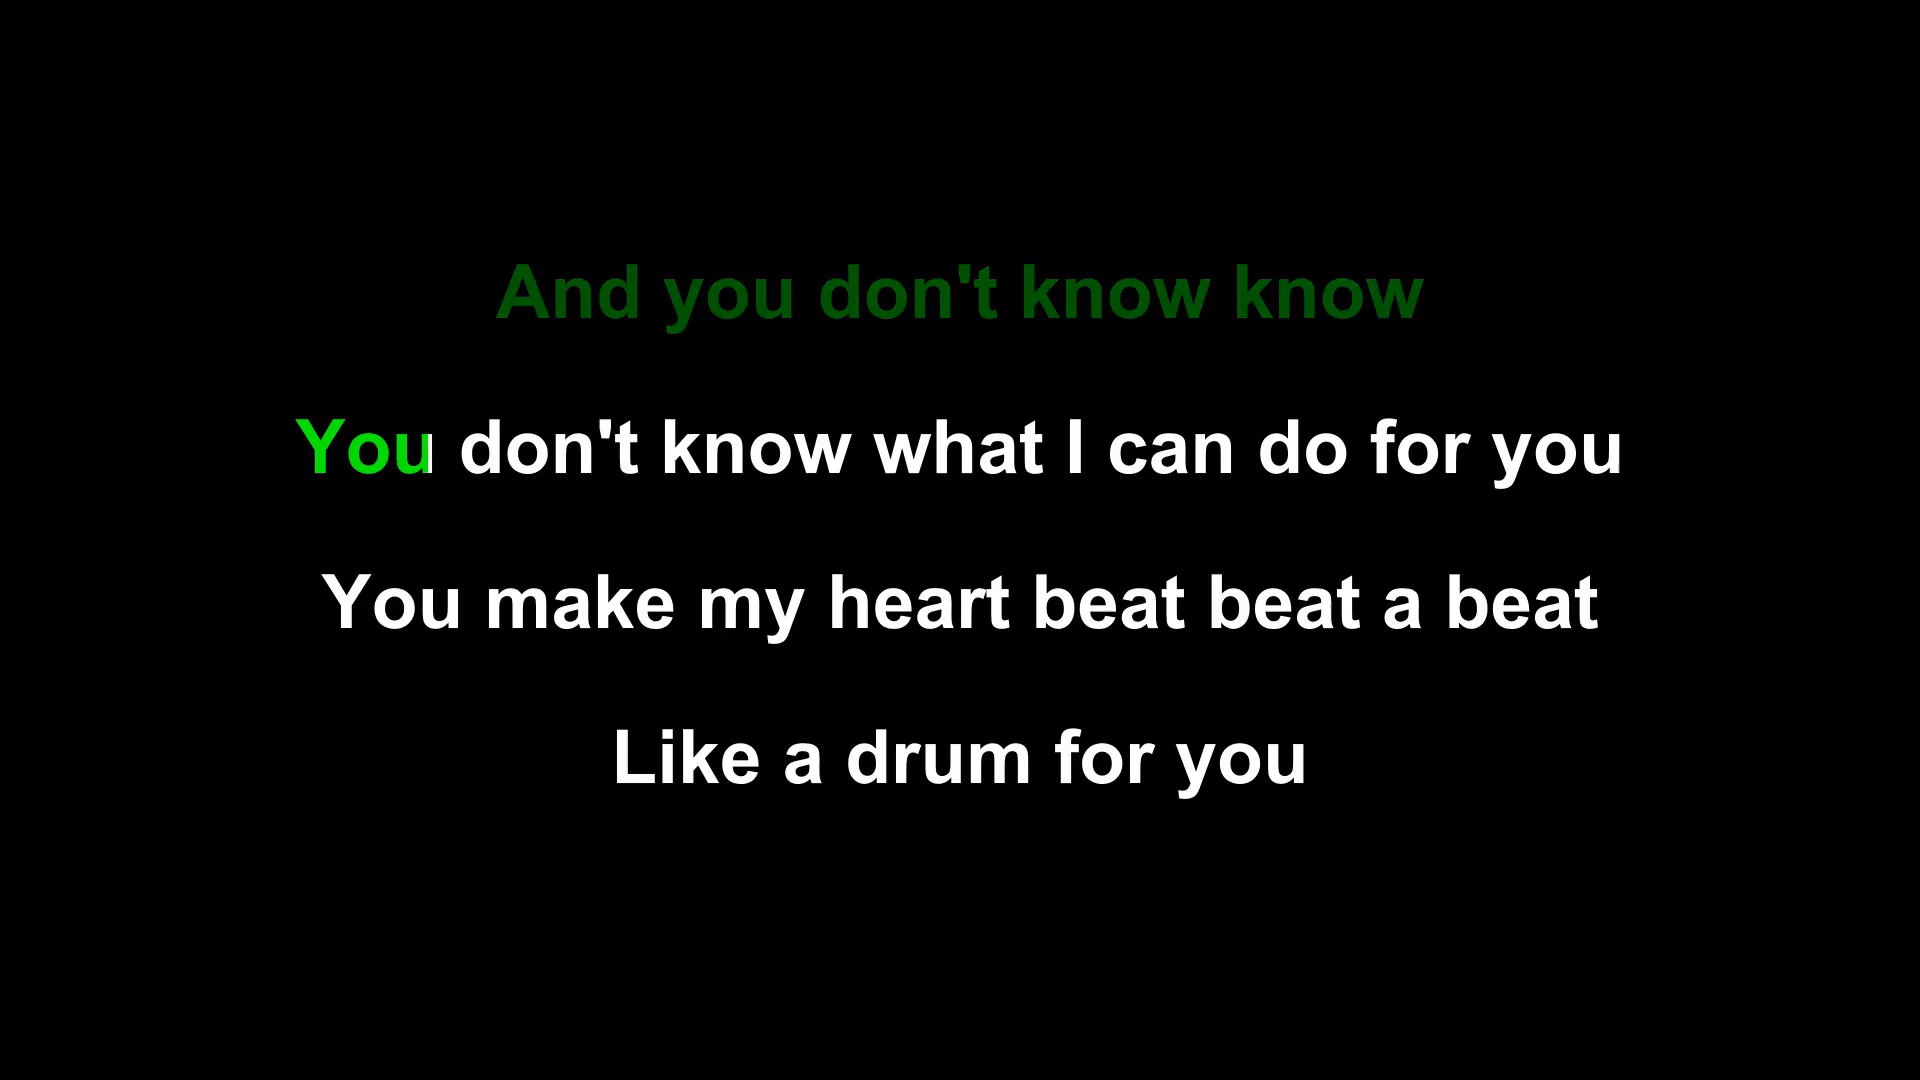 And you don't know know
You don't know what I can do for you
You make my heart beat beat a beat
Like a drum for you